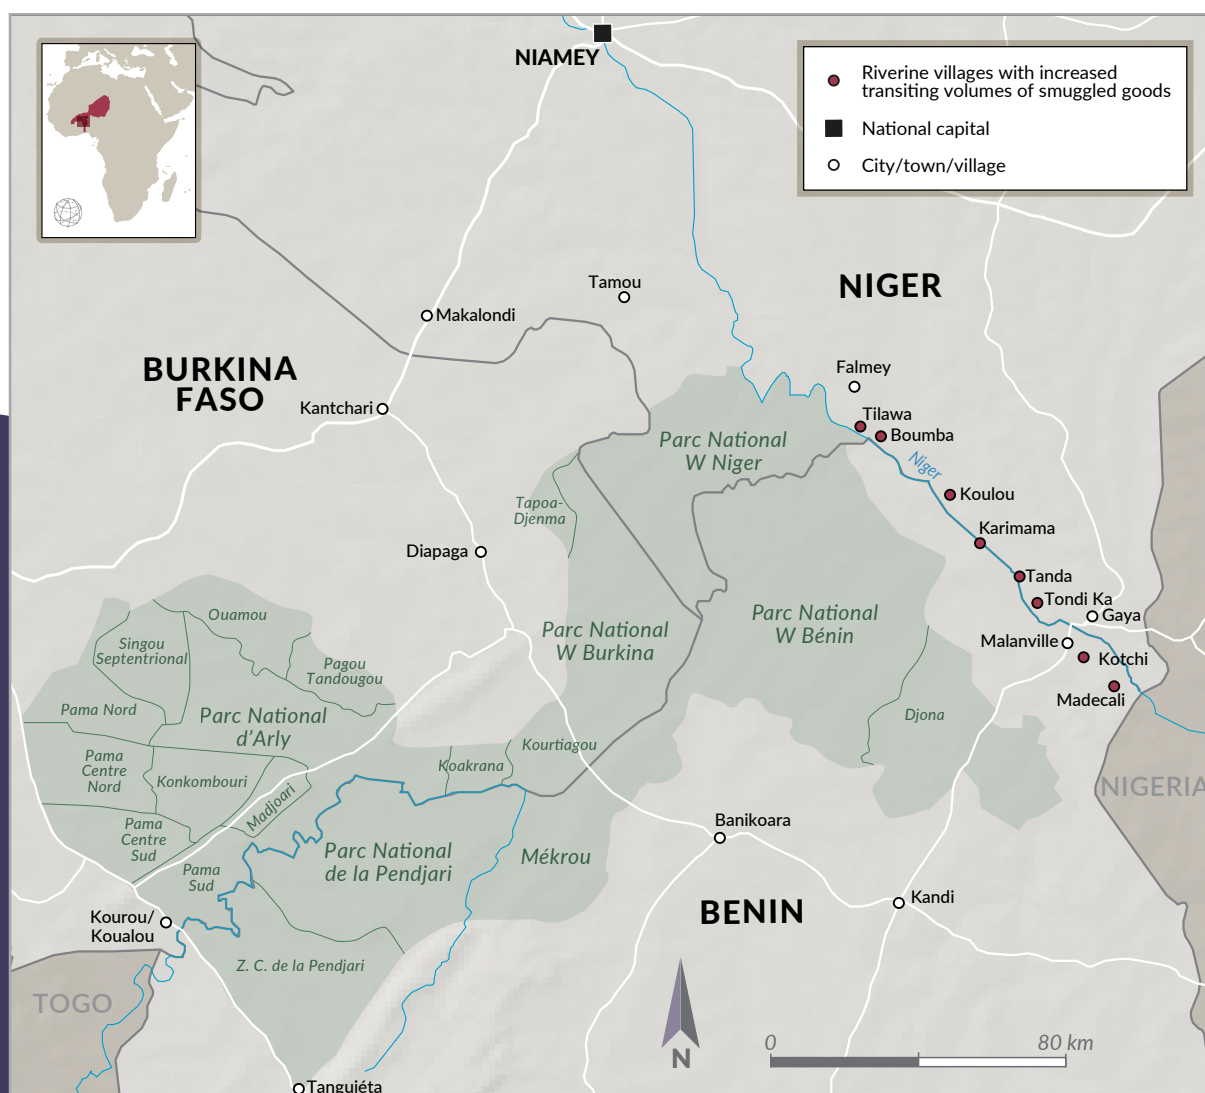 NIAMEY
Riverine villages with increased
transiting volumes of smuggled goods
National capital
City/town/village
Tamou
NIGER
Makalondi
BURKINA
FASO
Falmey
Kantchari
Tilawa
Boumba
Parc National
W Niger
Niger
Tapoa-
Djenma
Koulou
Karimama
Diapaga
Tanda
Tondi Ka
Gaya
Ouamou
Parc National
W Bénin
Parc National
W Burkina
Singou
Septentrional
Malanville
Kotchi
Pagou
Tandougou
Madecali
Pama Nord
Parc National
d'Arly
Djona
Kourtiagou
Koakrana
Pama
Centre
Nord
Konkombouri
NIGERIA
Madjoari
Pama
Centre
Sud
Banikoara
Parc National
de la Pendjari
Mékrou
Pama
Sud
Kandi
BENIN
Kourou/
Koualou
Z. C. de la Pendjari
TOGO
0
80 km
N
Tanguiéta